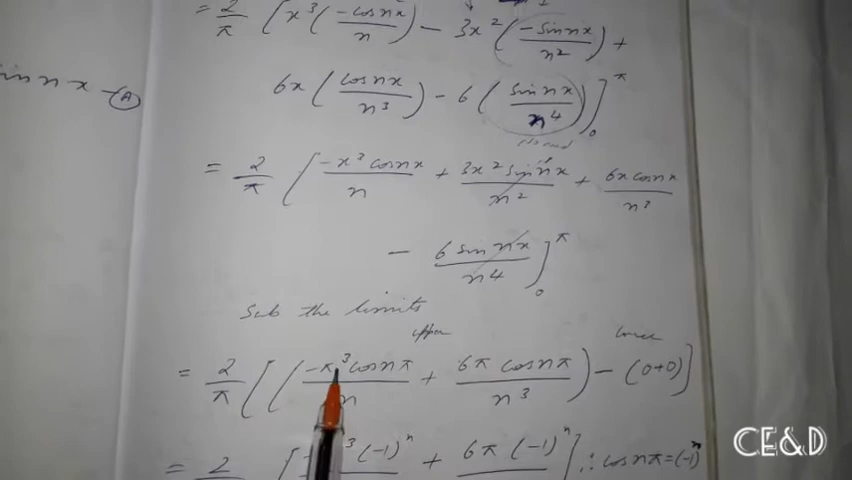 = 2/π [ x³ (-cos nx / n) - 3x² (-sin nx / n²) +
sin nx - (A)
6x (cos nx / n³) - 6 (sin nx / n⁴) ]₀^π
= 2/π [ -x³ cos nx / n + 3x² sin nx / n² + 6x cos nx / n³
- 6 sin nx / n⁴ ]₀^π
Sub the limits
upper lower
= 2/π [ ( -π³ cos nπ / n + 6π cos nπ / n³ ) - (0+0) ]
= 2 [ ³ (-1)ⁿ + 6π (-1)ⁿ ] ∴ cos nπ = (-1)ⁿ
CE&D